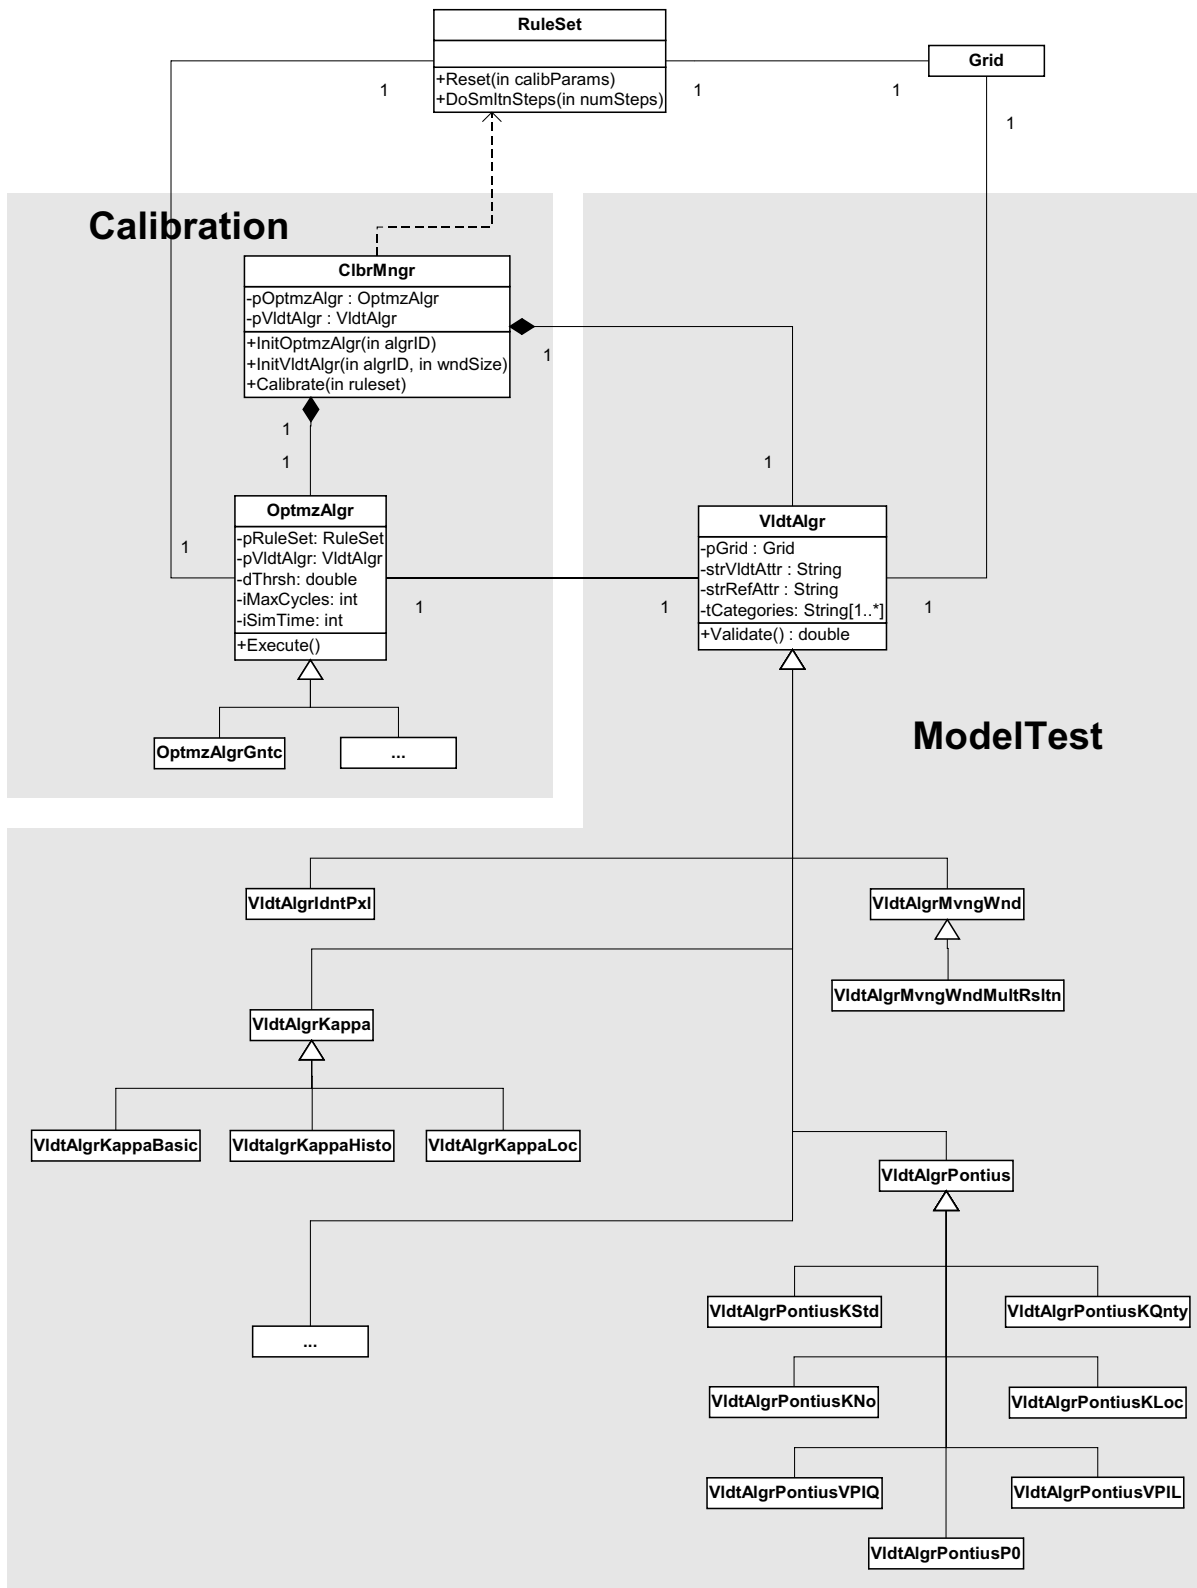 RuleSet
+Reset(in calibParams)
+DoSmltnSteps(in numSteps)
Grid
1
1
1
1
Calibration
ClbrMngr
-pOptmzAlgr : OptmzAlgr
-pVldtAlgr : VldtAlgr
+InitOptmzAlgr(in algrID)
+InitVldtAlgr(in algrID, in wndSize)
+Calibrate(in ruleset)
1
1
1
1
OptmzAlgr
-pRuleSet: RuleSet
-pVldtAlgr: VldtAlgr
-dThrsh: double
-iMaxCycles: int
-iSimTime: int
+Execute()
1
1
1
1
VldtAlgr
-pGrid : Grid
-strVldtAttr : String
-strRefAttr : String
-tCategories: String[1..*]
+Validate() : double
OptmzAlgrGntc
...
ModelTest
VldtAlgrIdntPxl
VldtAlgrMvngWnd
VldtAlgrMvngWndMultRsltn
VldtAlgrKappa
VldtAlgrKappaBasic
VldtalgrKappaHisto
VldtAlgrKappaLoc
VldtAlgrPontius
...
VldtAlgrPontiusKStd
VldtAlgrPontiusKQnty
VldtAlgrPontiusKNo
VldtAlgrPontiusKLoc
VldtAlgrPontiusVPIQ
VldtAlgrPontiusVPIL
VldtAlgrPontiusP0